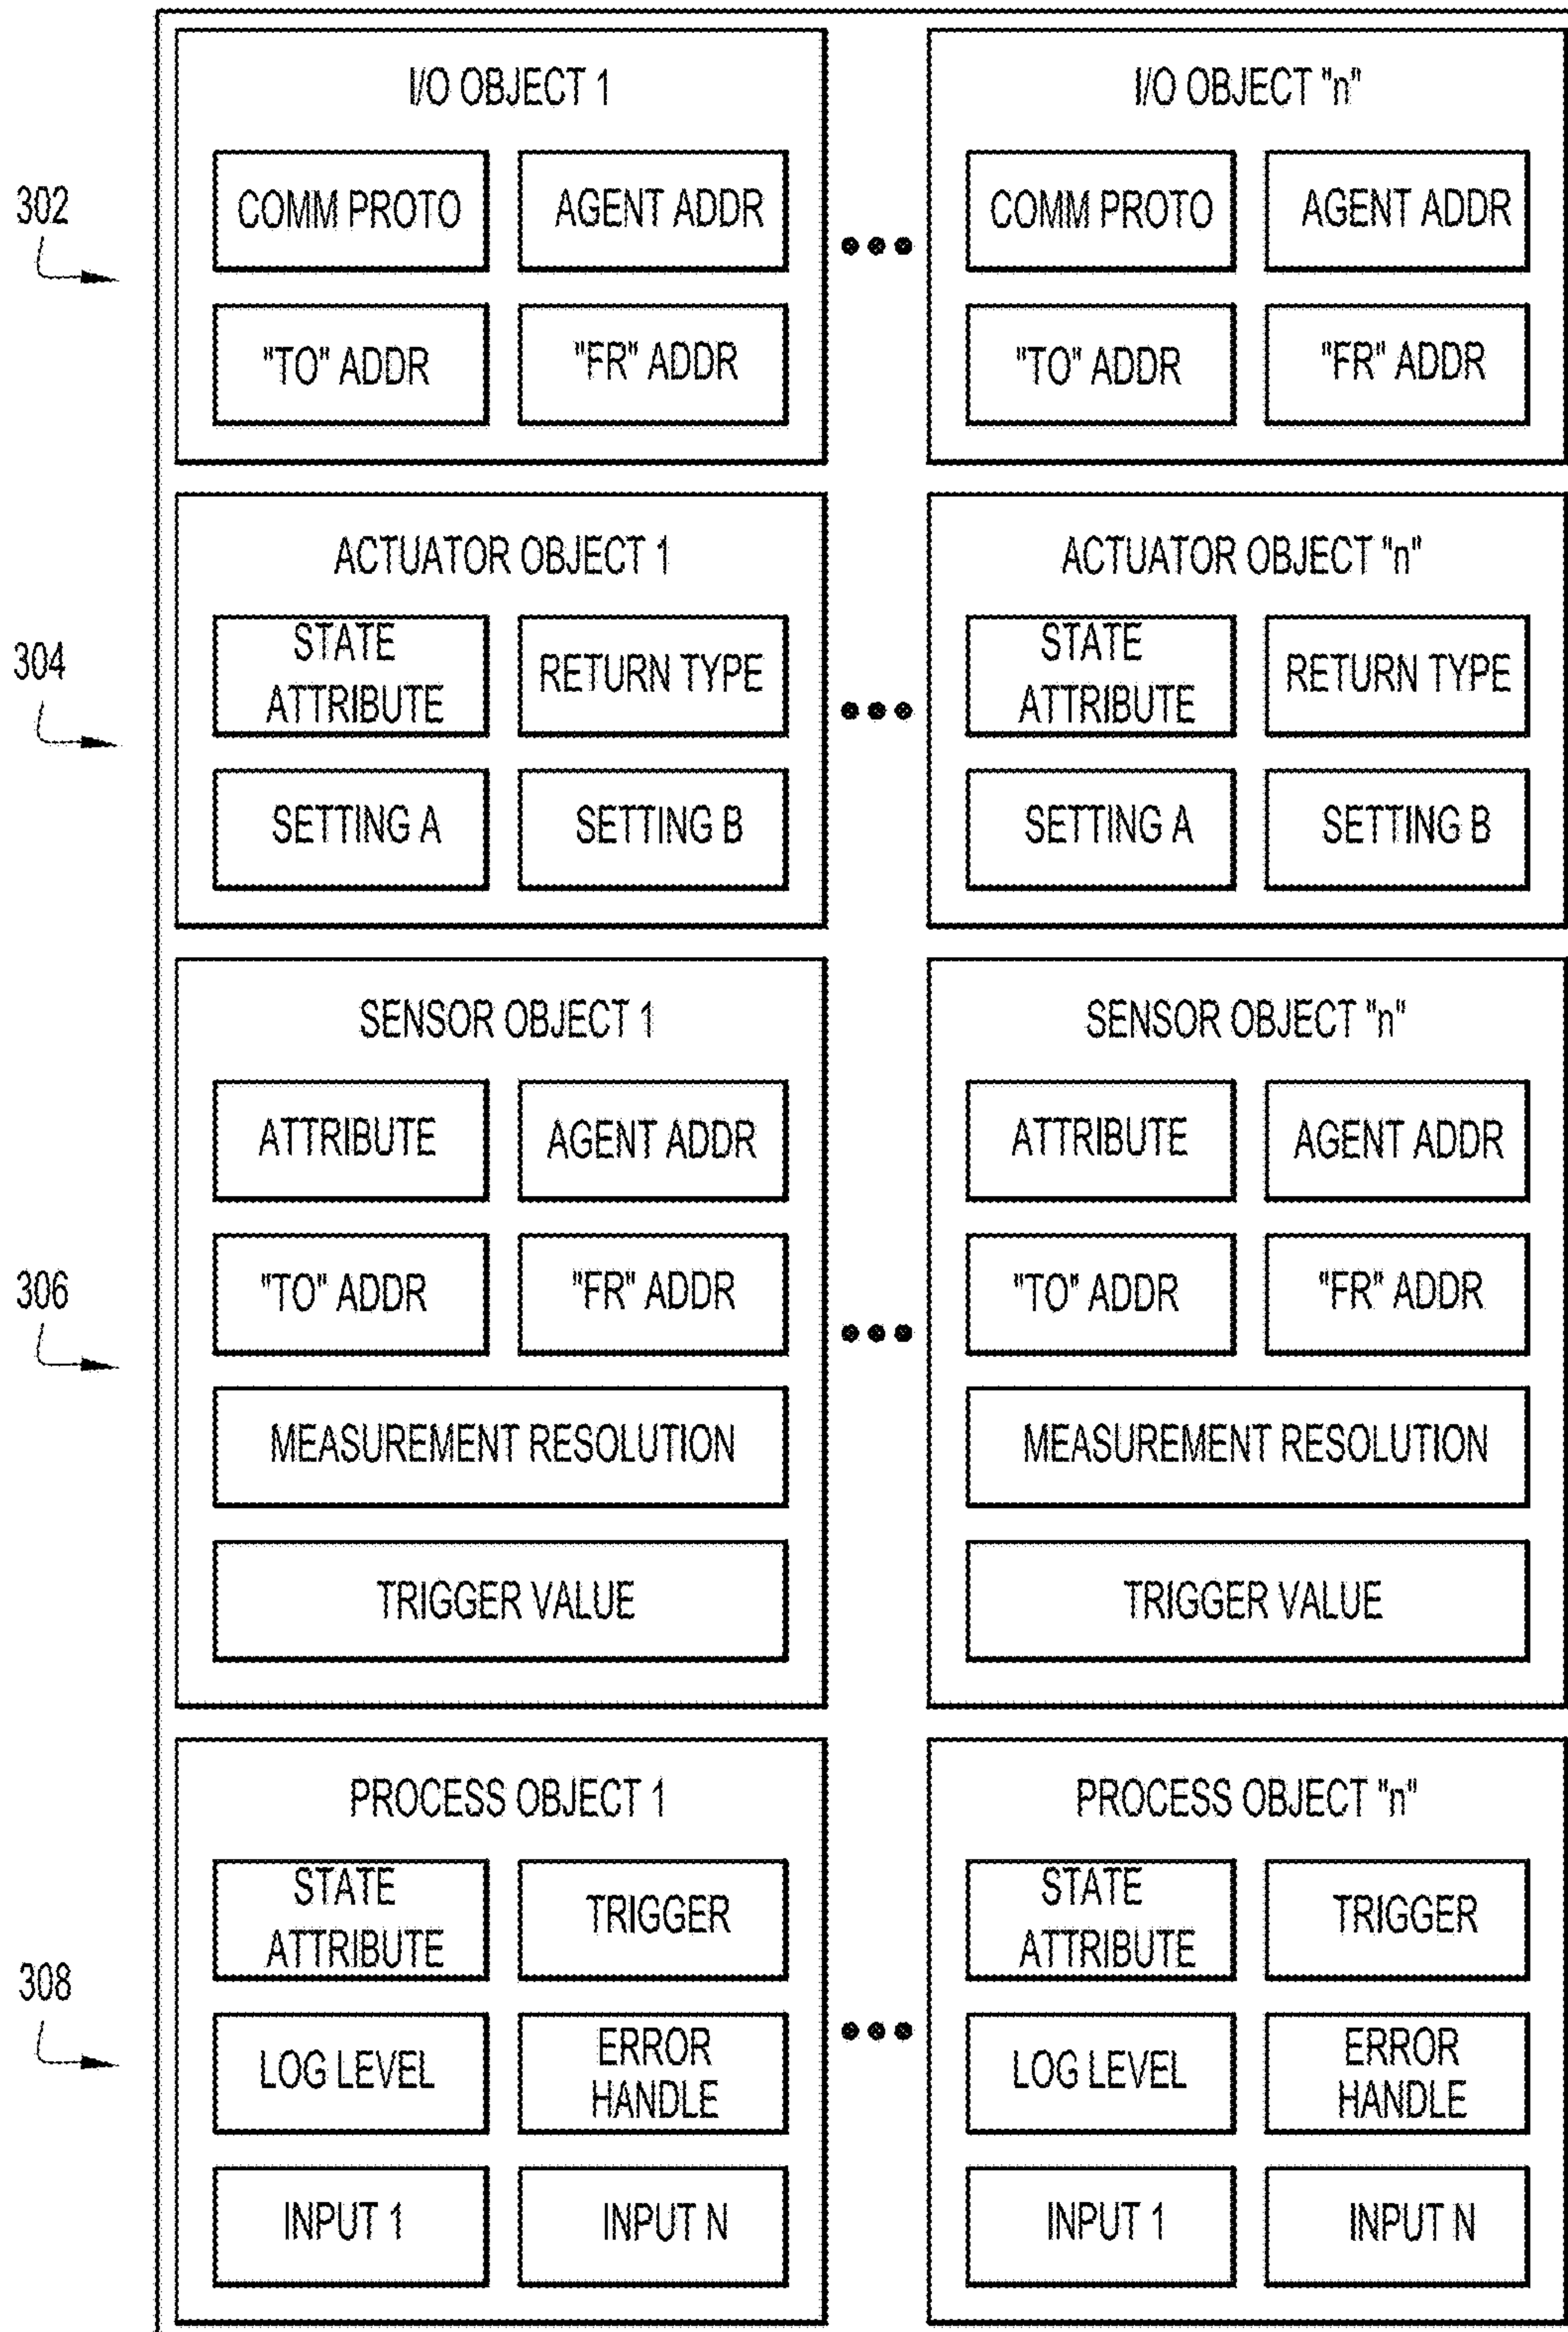 I/O OBJECT 1
COMM PROTO
AGENT ADDR
"TO" ADDR
"FR" ADDR
I/O OBJECT "n"
COMM PROTO
AGENT ADDR
"TO" ADDR
"FR" ADDR
302
ACTUATOR OBJECT 1
STATE
ATTRIBUTE
RETURN TYPE
SETTING A
SETTING B
ACTUATOR OBJECT "n"
STATE
ATTRIBUTE
RETURN TYPE
SETTING A
SETTING B
304
SENSOR OBJECT 1
ATTRIBUTE
AGENT ADDR
"TO" ADDR
"FR" ADDR
MEASUREMENT RESOLUTION
TRIGGER VALUE
SENSOR OBJECT "n"
ATTRIBUTE
AGENT ADDR
"TO" ADDR
"FR" ADDR
MEASUREMENT RESOLUTION
TRIGGER VALUE
306
PROCESS OBJECT 1
STATE
ATTRIBUTE
TRIGGER
LOG LEVEL
ERROR
HANDLE
INPUT 1
INPUT N
PROCESS OBJECT "n"
STATE
ATTRIBUTE
TRIGGER
LOG LEVEL
ERROR
HANDLE
INPUT 1
INPUT N
308